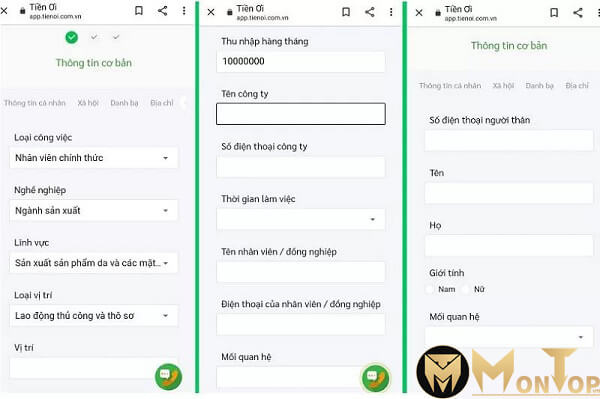 Tiền Ơi
app.tienoi.com.vn
Thông tin cơ bản
Thông tin cá nhân Xã hội Danh bạ Địa chỉ
Loại công việc
Nhân viên chính thức
Nghề nghiệp
Ngành sản xuất
Lĩnh vực
Sản xuất sản phẩm da và các mặt...
Loại vị trí
Lao động thủ công và thô sơ
Vị trí
Tiền Ơi
app.tienoi.com.vn
Thu nhập hàng tháng
10000000
Tên công ty
Số điện thoại công ty
Thời gian làm việc
Tên nhân viên / đồng nghiệp
Điện thoại của nhân viên / đồng nghiệp
Mối quan hệ
Tiền Ơi
app.tienoi.com.vn
Thông tin cơ bản
Thông tin cá nhân Xã hội Danh bạ Địa chỉ
Số điện thoại người thân
Tên
Họ
Giới tính
Nam Nữ
Mối quan hệ
MONTOP